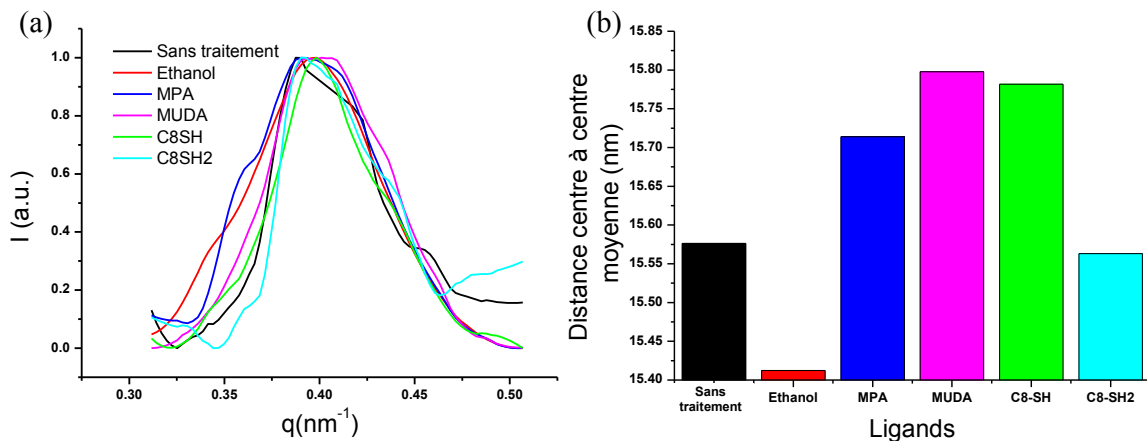 (a)
I (a.u.)
1.0
0.8
0.6
0.4
0.2
0.0
Sans traitement
Ethanol
MPA
MUDA
C8SH
C8SH2
0.30
0.35
0.40
0.45
0.50
q(nm⁻¹)
(b)
Distance centre à centre
moyenne (nm)
15.85
15.80
15.75
15.70
15.65
15.60
15.55
15.50
15.45
15.40
Sans
traitement
Ethanol
MPA
MUDA
C8-SH
C8-SH2
Ligands